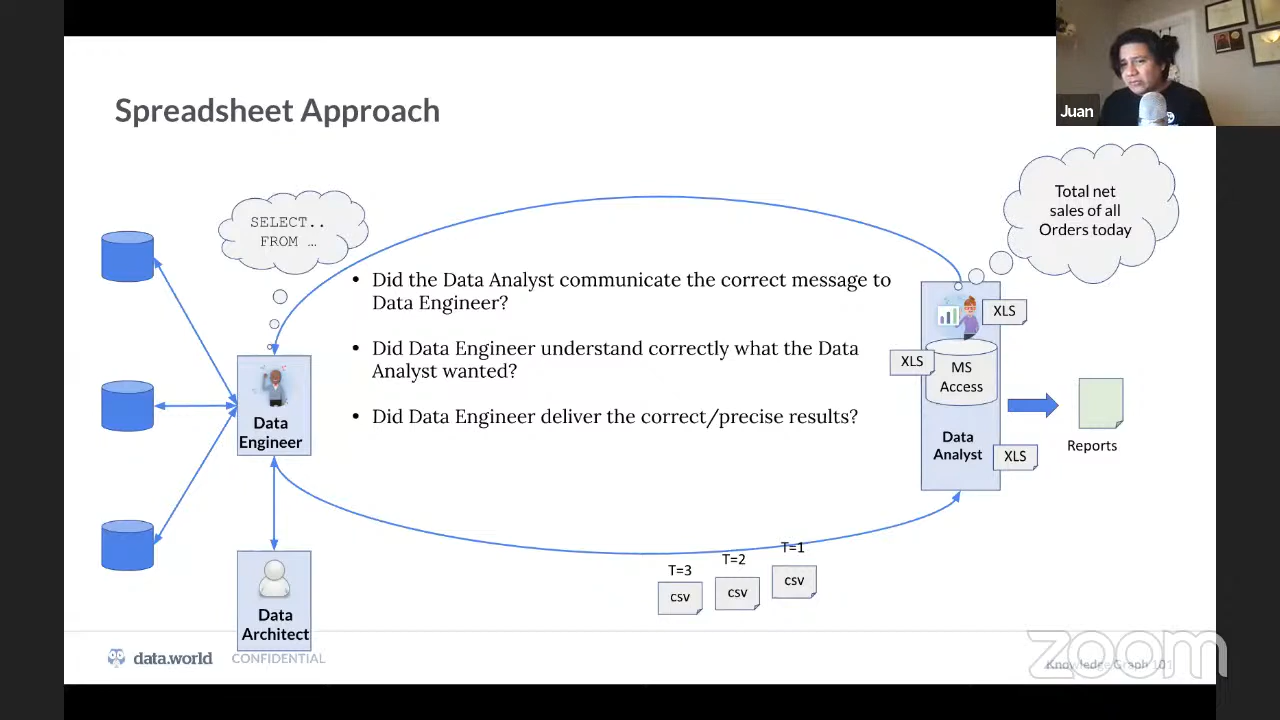 Juan
Spreadsheet Approach
Total net
sales of all
Orders today
SELECT..
FROM ...
• Did the Data Analyst communicate the correct message to
Data Engineer?
• Did Data Engineer understand correctly what the Data
Analyst wanted?
• Did Data Engineer deliver the correct/precise results?
XLS
XLS
MS
Access
Data
Analyst
XLS
Reports
Data
Engineer
T=1
T=2
T=3
csv
csv
csv
Data
Architect
data.world
CONFIDENTIAL
Knowledge Graph 101
zoom